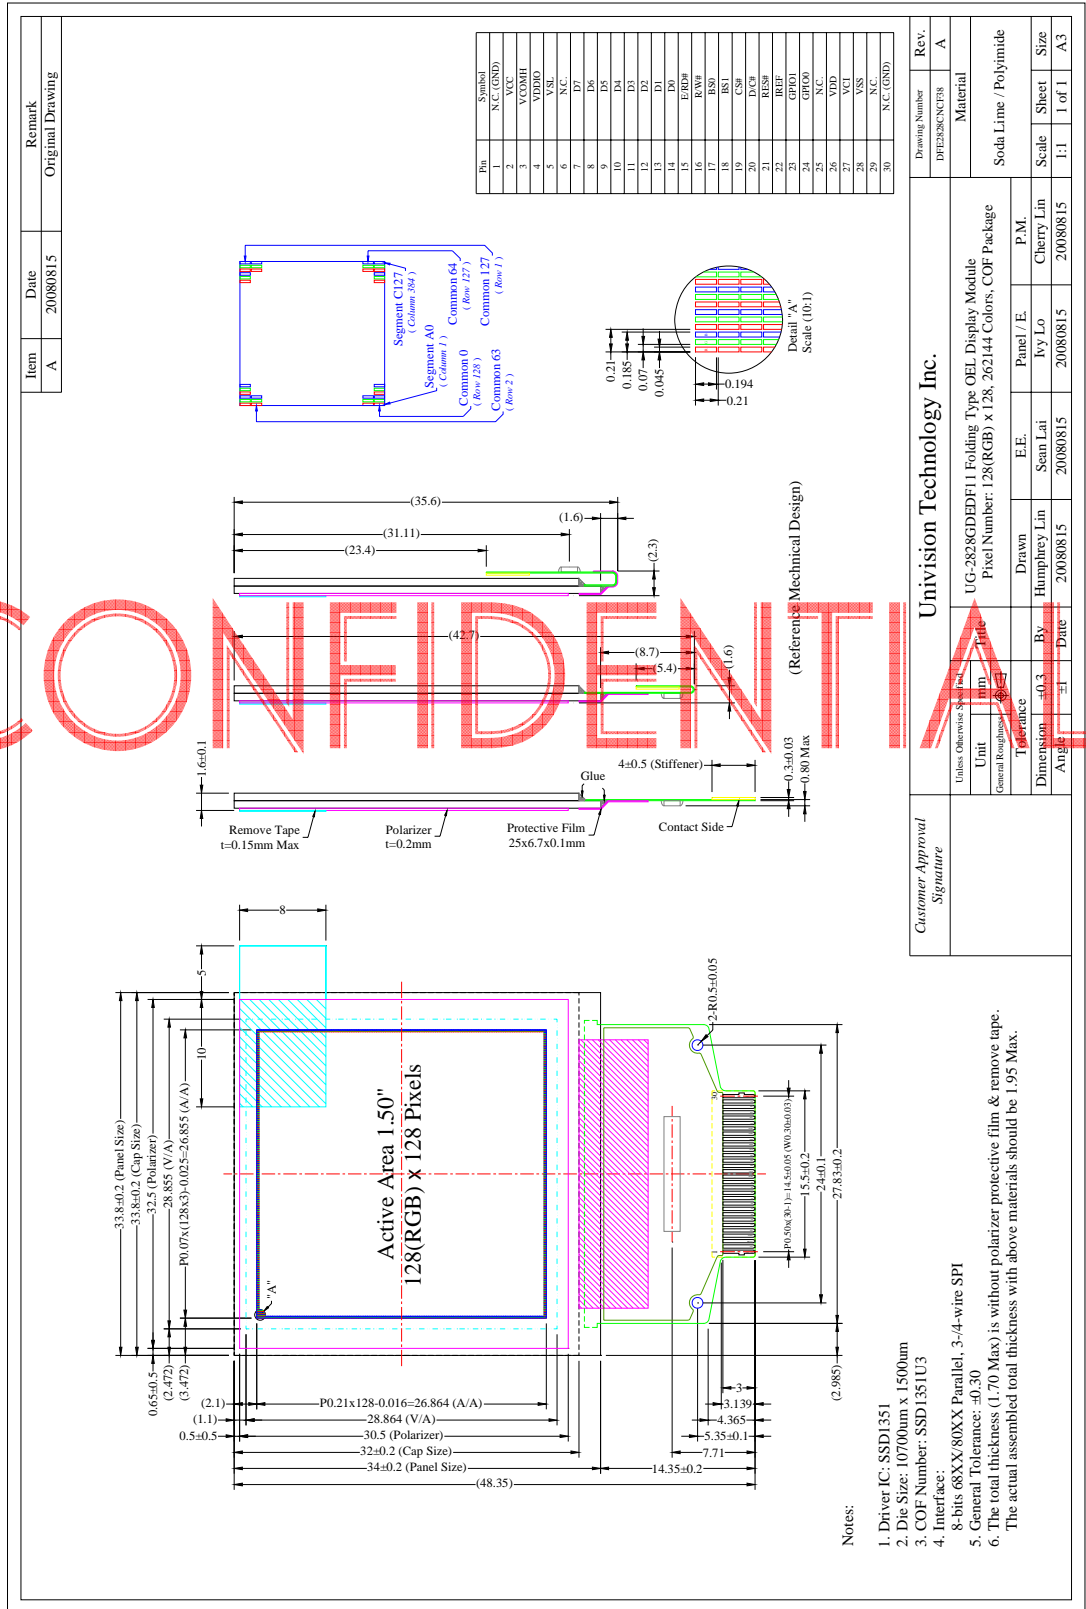 Item Date Remark
A 20080815 Original Drawing
33.8±0.2 (Panel Size)
33.8±0.2 (Cap Size)
32.5 (Polarizer)
28.855 (V/A)
P0.07x(128x3)-0.025=26.855 (A/A)
0.65±0.5
(2.472)
(3.472)
10
5
8
"A"
Active Area 1.50"
128(RGB) x 128 Pixels
(2.1)
(1.1)
0.5±0.5
P0.21x128-0.016=26.864 (A/A)
28.864 (V/A)
30.5 (Polarizer)
32±0.2 (Cap Size)
34±0.2 (Panel Size)
(48.35)
14.35±0.2
3
3.139
4.365
5.35±0.1
7.71
(2.985)
2-R0.5±0.05
30
P0.50x(30-1)=14.5±0.05 (W0.30±0.03)
15.5±0.2
24±0.1
27.83±0.2
1.6±0.1
Remove Tape
t=0.15mm Max
Polarizer
t=0.2mm
Glue
Protective Film
25x6.7x0.1mm
4±0.5 (Stiffener)
Contact Side
0.3±0.03
0.80 Max
(42.7)
(8.7)
(5.4)
(1.6)
(35.6)
(31.11)
(23.4)
(1.6)
(2.3)
(Reference Mechnical Design)
Segment C127
( Column 384 )
Segment A0
( Column 1 )
Common 0
( Row 128 )
Common 63
( Row 2 )
Common 64
( Row 127 )
Common 127
( Row 1 )
0.21
0.185
0.07
0.045
0.194
0.21
Detail "A"
Scale (10:1)
Pin Symbol
1 N.C. (GND)
2 VCC
3 VCOMH
4 VDDIO
5 VSL
6 N.C.
7 D7
8 D6
9 D5
10 D4
11 D3
12 D2
13 D1
14 D0
15 E/RD#
16 R/W#
17 BS0
18 BS1
19 CS#
20 D/C#
21 RES#
22 IREF
23 GPIO1
24 GPIO0
25 N.C.
26 VDD
27 VCI
28 VSS
29 N.C.
30 N.C. (GND)
CONFIDENTIAL
Notes:
1. Driver IC: SSD1351
2. Die Size: 10700um x 1500um
3. COF Number: SSD1351U3
4. Interface:
8-bits 68XX/80XX Parallel, 3-/4-wire SPI
5. General Tolerance: ±0.30
6. The total thickness (1.70 Max) is without polarizer protective film & remove tape.
The actual assembled total thickness with above materials should be 1.95 Max.
Customer Approval
Signature
Univision Technology Inc.
Drawing Number Rev.
DFE2828CNCF38 A
Unless Otherwise Specified
Unit mm
General Roughness
Tolerance
Dimension ±0.3
Angle ±1
Title
UG-2828GDEDF11 Folding Type OEL Display Module
Pixel Number: 128(RGB) x 128, 262144 Colors, COF Package
Material
Soda Lime / Polyimide
Drawn E.E. Panel / E. P.M.
By Humphrey Lin Sean Lai Ivy Lo Cherry Lin
Date 20080815 20080815 20080815 20080815
Scale Sheet Size
1:1 1 of 1 A3